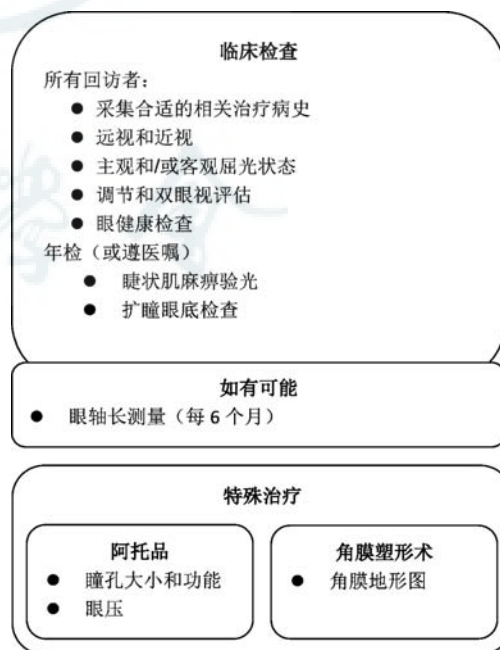 临床检查
所有回访者：
● 采集合适的相关治疗病史
● 远视和近视
● 主观和/或客观屈光状态
● 调节和双眼视评估
● 眼健康检查
年检（或遵医嘱）
● 睫状肌麻痹验光
● 扩瞳眼底检查
如有可能
● 眼轴长测量（每 6 个月）
特殊治疗
阿托品
● 瞳孔大小和功能
● 眼压
角膜塑形术
● 角膜地形图